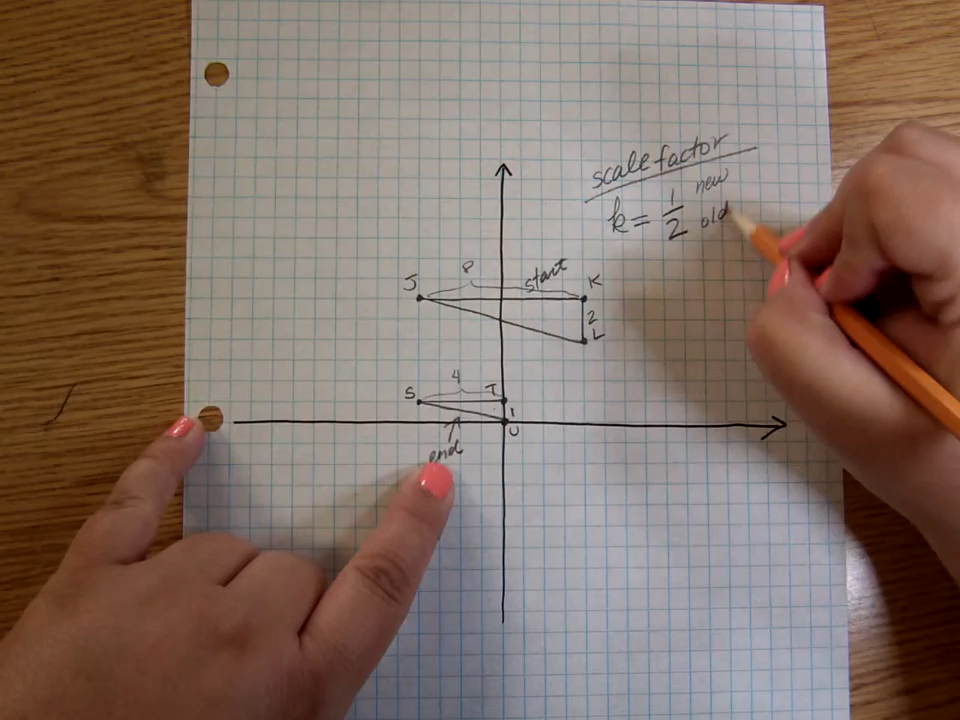 scale factor
k = 1/2 new old
8
start
J
K
2
L
4
S
T
1
U
end